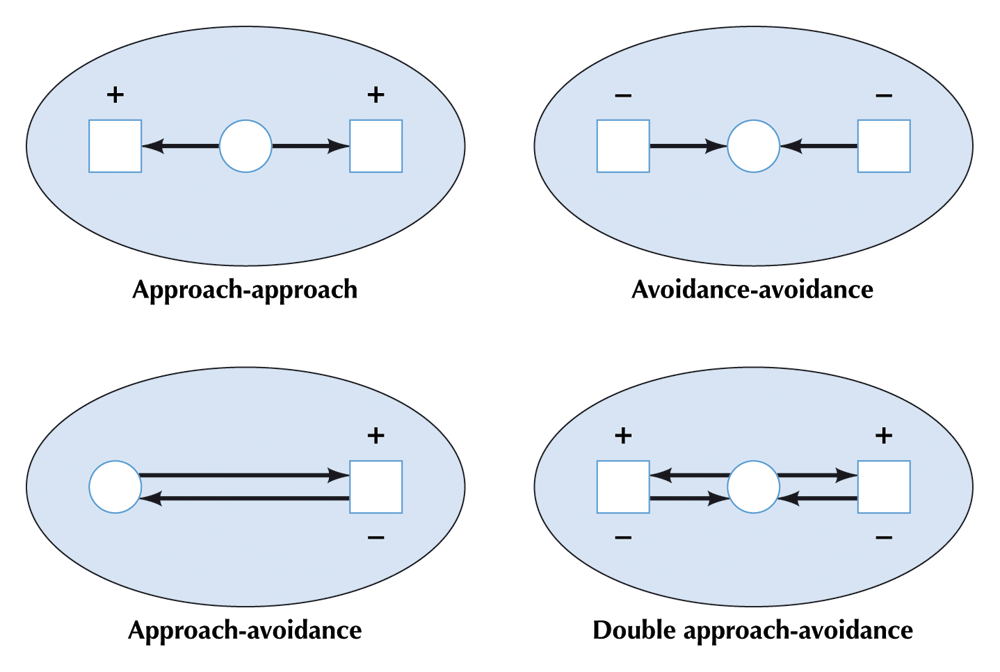 + +
Approach-approach
− −
Avoidance-avoidance
+
−
Approach-avoidance
+ +
− −
Double approach-avoidance